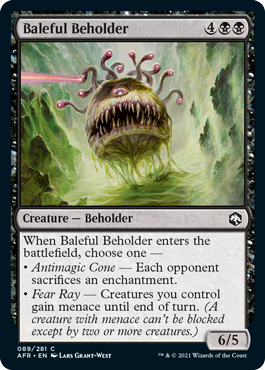 Baleful Beholder 4
Creature — Beholder
When Baleful Beholder enters the
battlefield, choose one —
• Antimagic Cone — Each opponent
sacrifices an enchantment.
• Fear Ray — Creatures you control
gain menace until end of turn. (A
creature with menace can't be blocked
except by two or more creatures.)
6/5
089/281 C
AFR • EN Lars Grant-West
™ & © 2021 Wizards of the Coast